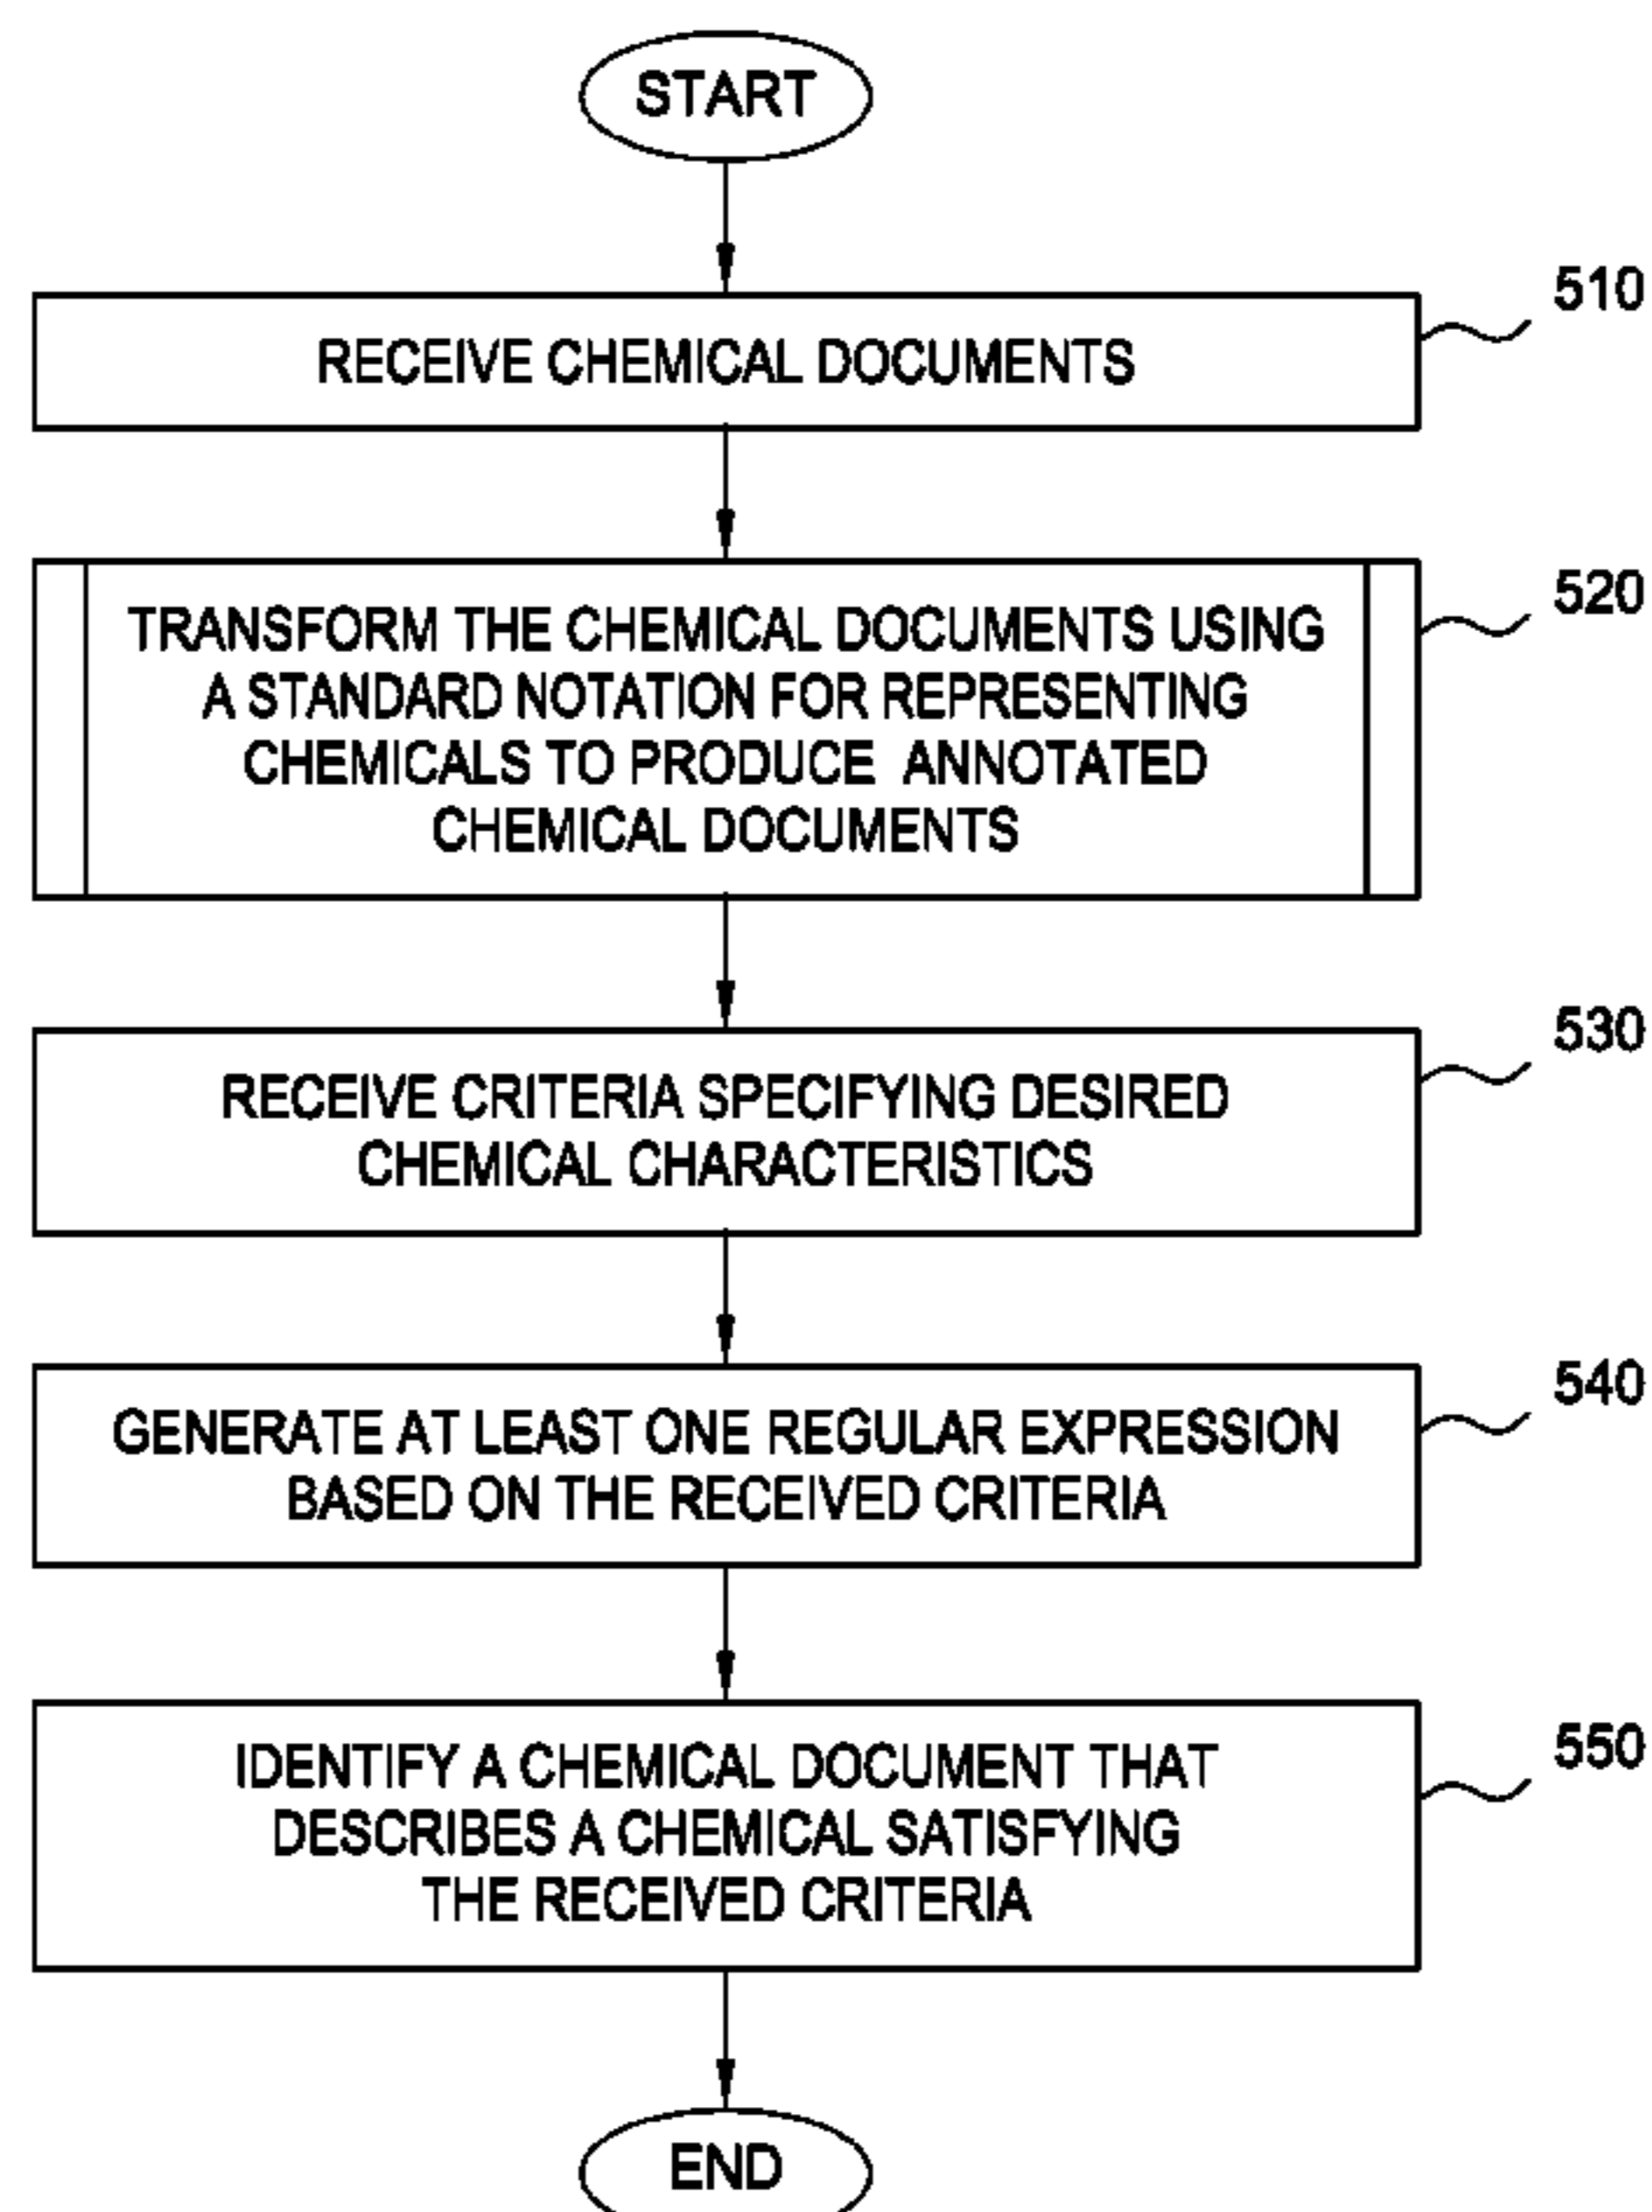 START
510
RECEIVE CHEMICAL DOCUMENTS
520
TRANSFORM THE CHEMICAL DOCUMENTS USING
A STANDARD NOTATION FOR REPRESENTING
CHEMICALS TO PRODUCE ANNOTATED
CHEMICAL DOCUMENTS
530
RECEIVE CRITERIA SPECIFYING DESIRED
CHEMICAL CHARACTERISTICS
540
GENERATE AT LEAST ONE REGULAR EXPRESSION
BASED ON THE RECEIVED CRITERIA
550
IDENTIFY A CHEMICAL DOCUMENT THAT
DESCRIBES A CHEMICAL SATISFYING
THE RECEIVED CRITERIA
END